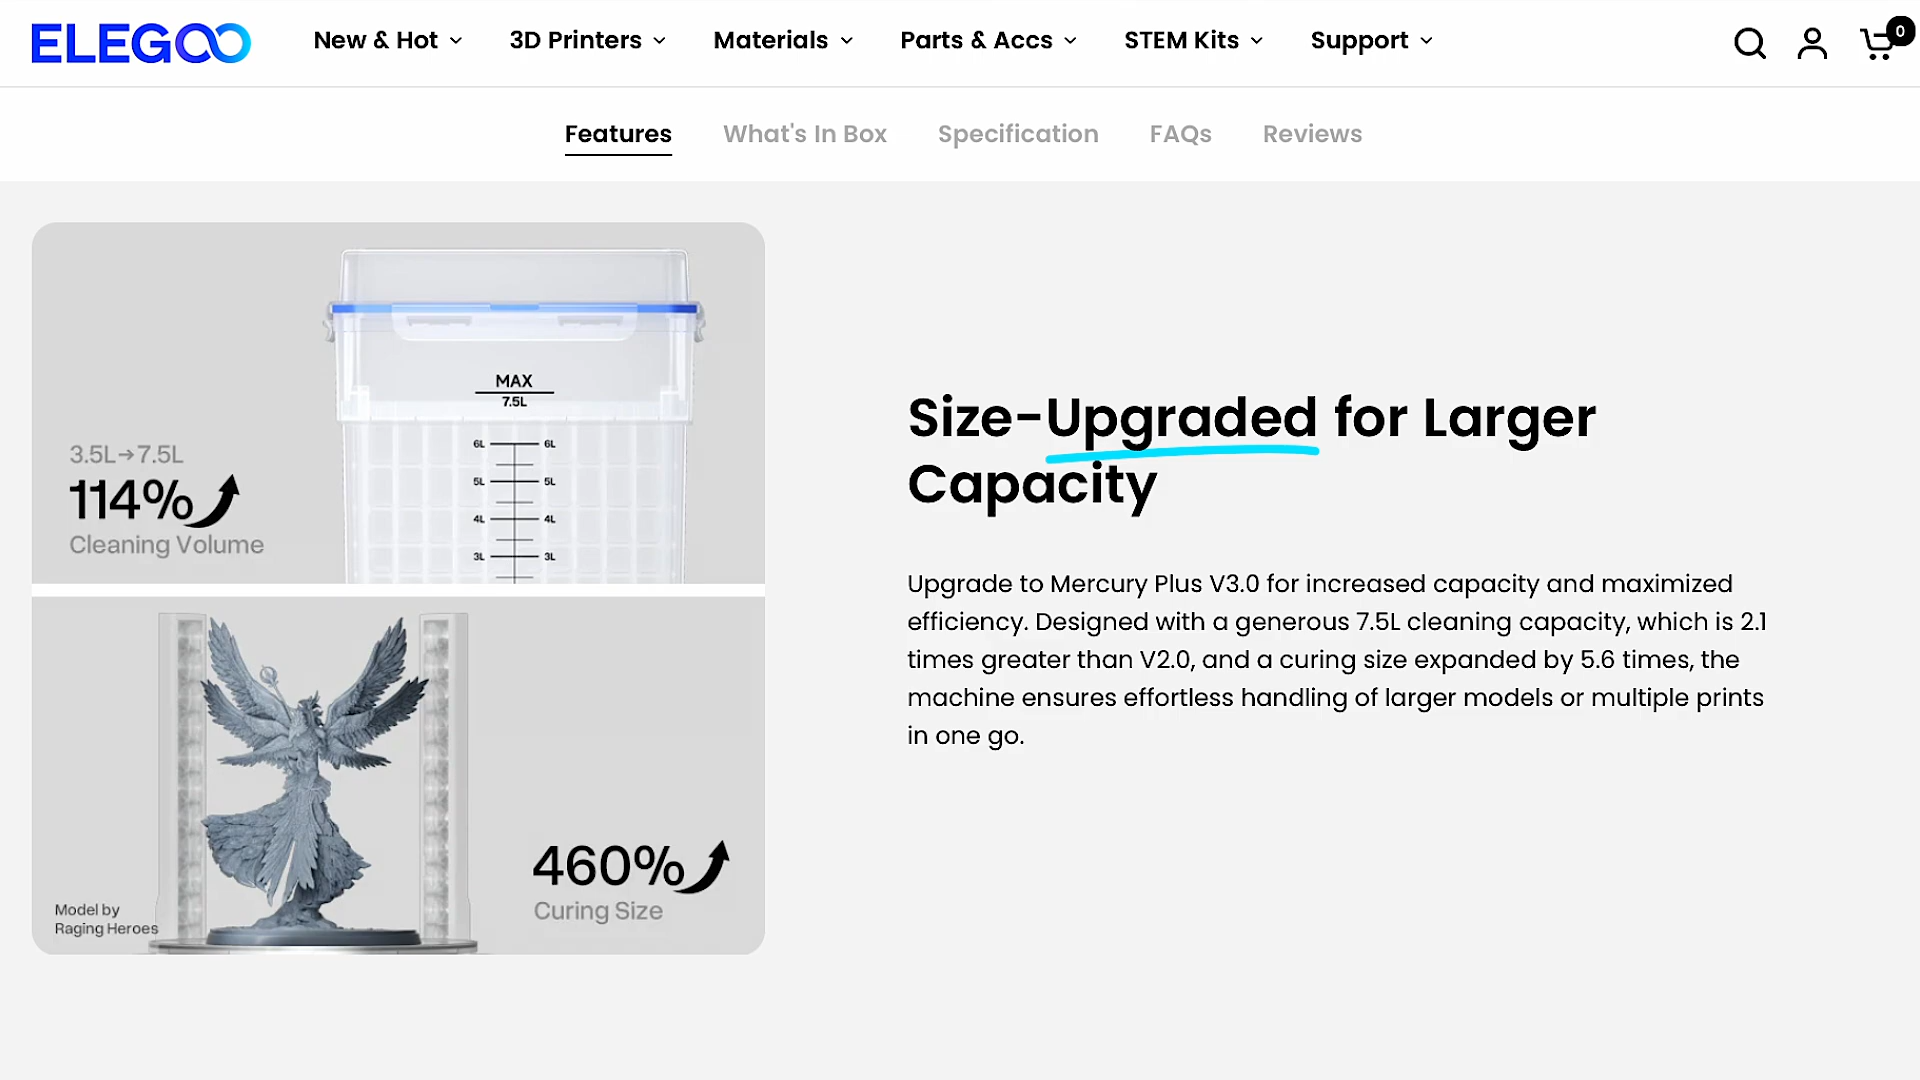 ELEGOO
New & Hot
3D Printers
Materials
Parts & Accs
STEM Kits
Support
0
Features
What's In Box
Specification
FAQs
Reviews
MAX
7.5L
6L 6L
5L 5L
4L 4L
3L 3L
3.5L→7.5L
114%
Cleaning Volume
460%
Curing Size
Model by
Raging Heroes
Size-Upgraded for Larger
Capacity
Upgrade to Mercury Plus V3.0 for increased capacity and maximized
efficiency. Designed with a generous 7.5L cleaning capacity, which is 2.1
times greater than V2.0, and a curing size expanded by 5.6 times, the
machine ensures effortless handling of larger models or multiple prints
in one go.